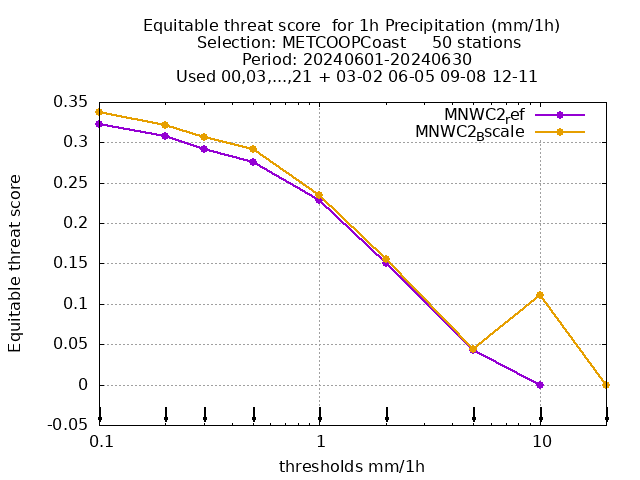 Equitable threat score  for 1h Precipitation (mm/1h)
Selection: METCOOPCoast     50 stations
Period: 20240601-20240630
Used 00,03,...,21 + 03-02 06-05 09-08 12-11
MNWC2ref
MNWC2Bscale
Equitable threat score
0.35
0.3
0.25
0.2
0.15
0.1
0.05
0
-0.05
0.1
1
10
thresholds mm/1h